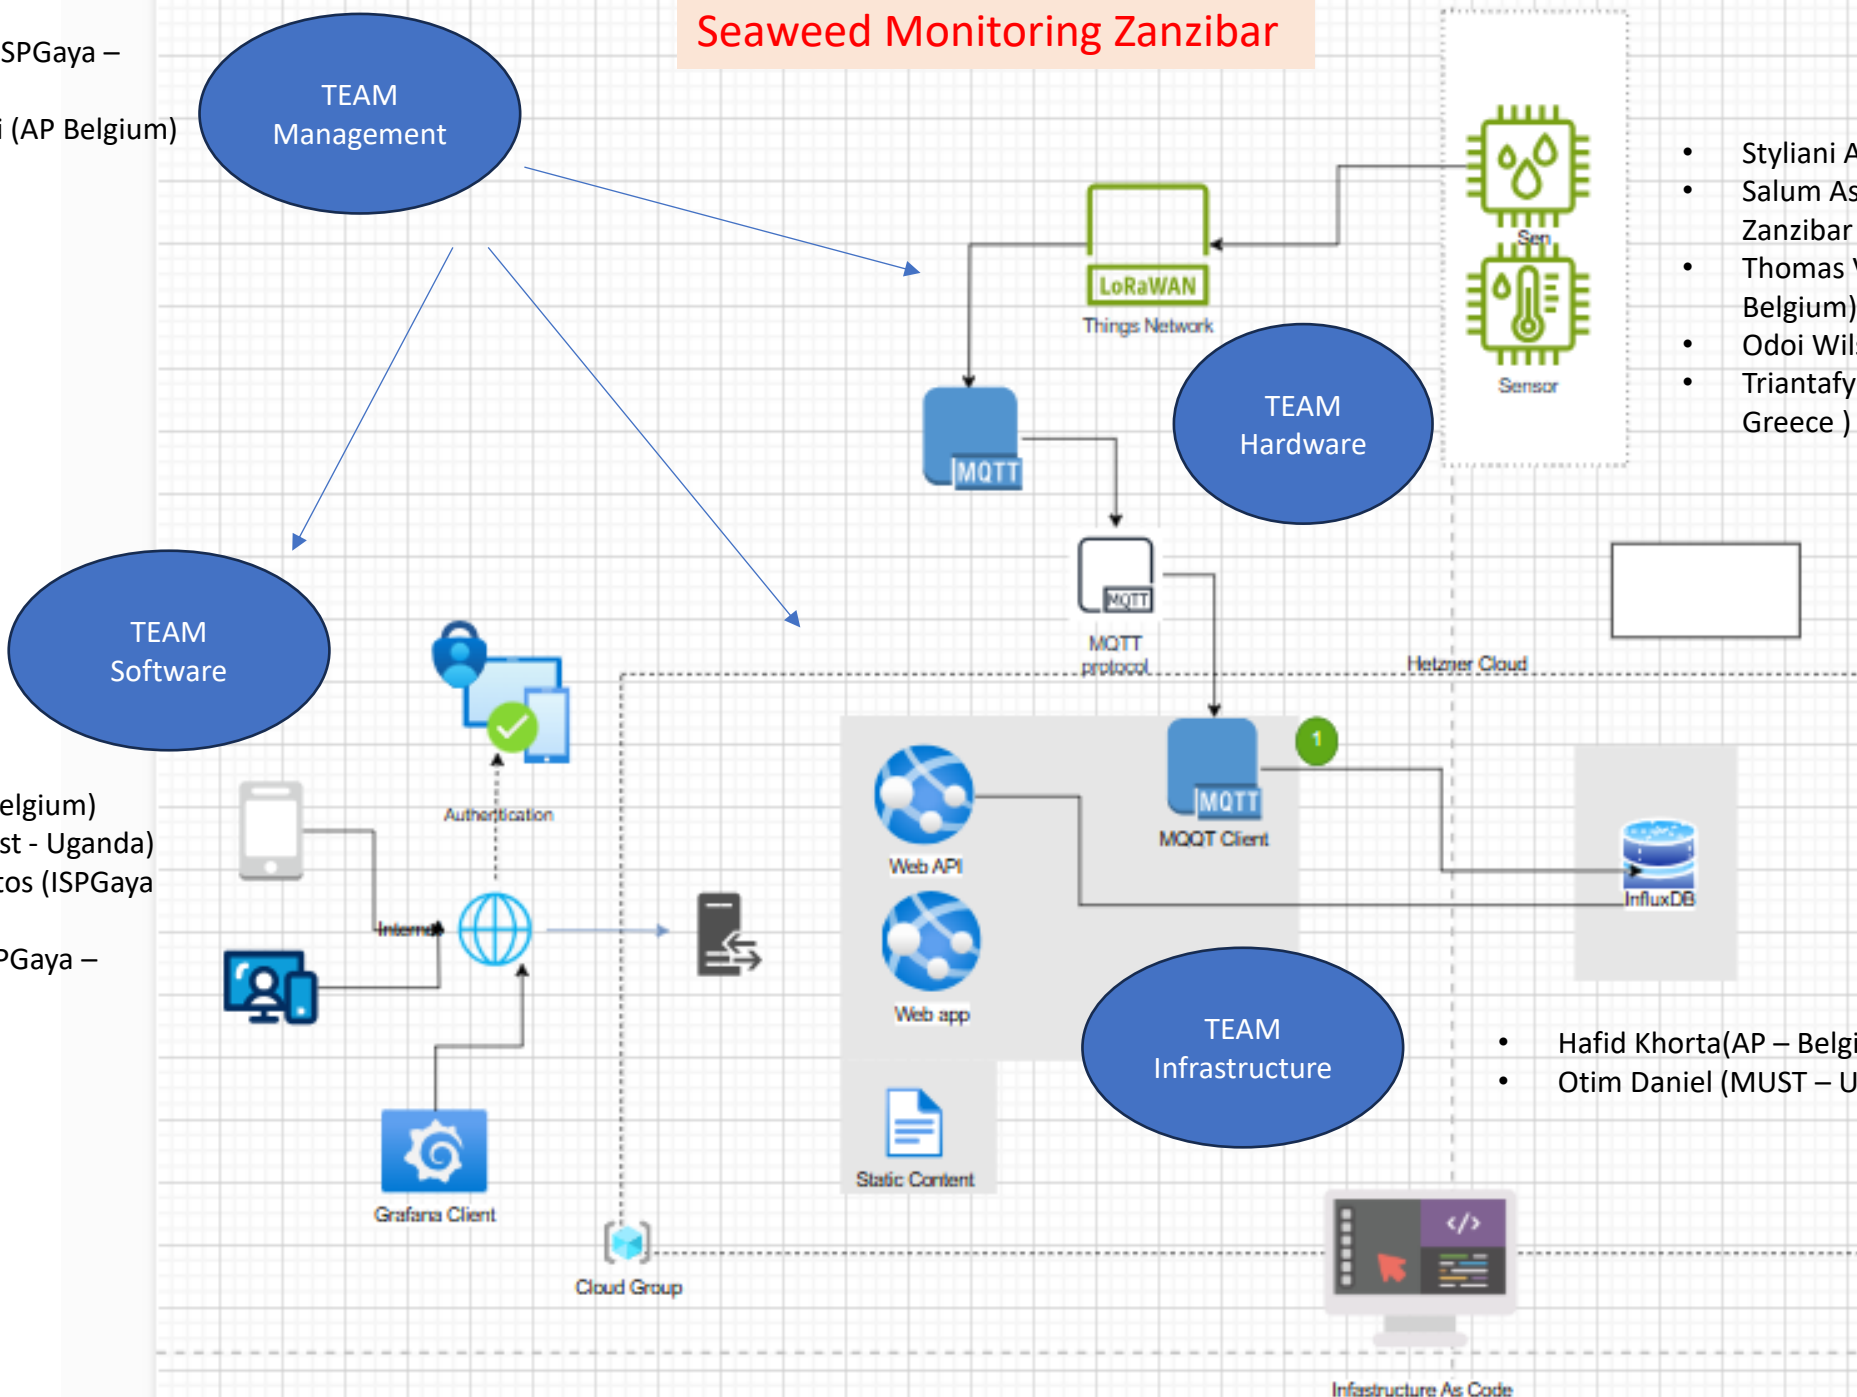 Seaweed Monitoring Zanzibar
SPGaya –
i (AP Belgium)
TEAM
Management
• Styliani A
• Salum As
Zanzibar
• Thomas V
Belgium)
• Odoi Wils
• Triantafy
Greece )
Sen
Sensor
LoRaWAN
Things Network
TEAM
Hardware
MQTT
MQTT
MQTT
protocol
Hetzner Cloud
TEAM
Software
elgium)
st - Uganda)
tos (ISPGaya
PGaya –
Authentication
Internet
Grafana Client
Cloud Group
Web API
Web app
Static Content
MQTT
MQQT Client
1
InfluxDB
TEAM
Infrastructure
• Hafid Khorta(AP – Belgi
• Otim Daniel (MUST – U
</>
Infastructure As Code